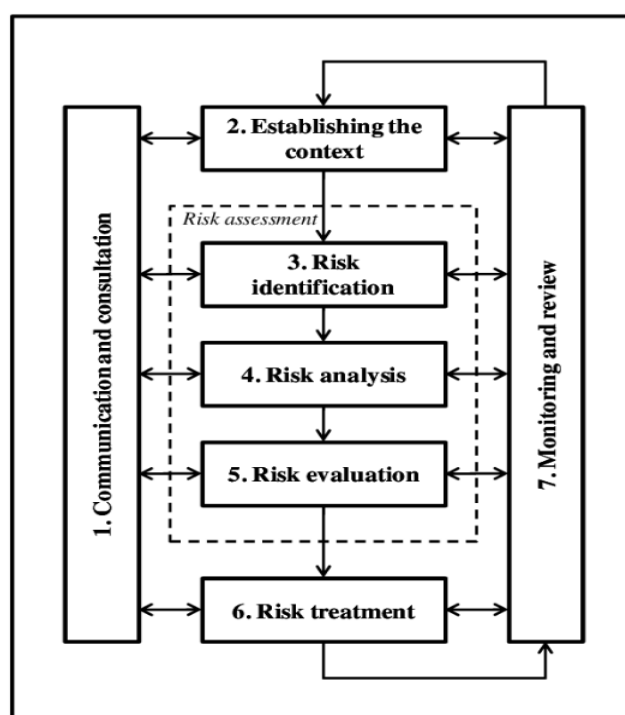 1. Communication and consultation
2. Establishing the
context
Risk assessment
3. Risk
identification
4. Risk analysis
5. Risk evaluation
6. Risk treatment
7. Monitoring and review